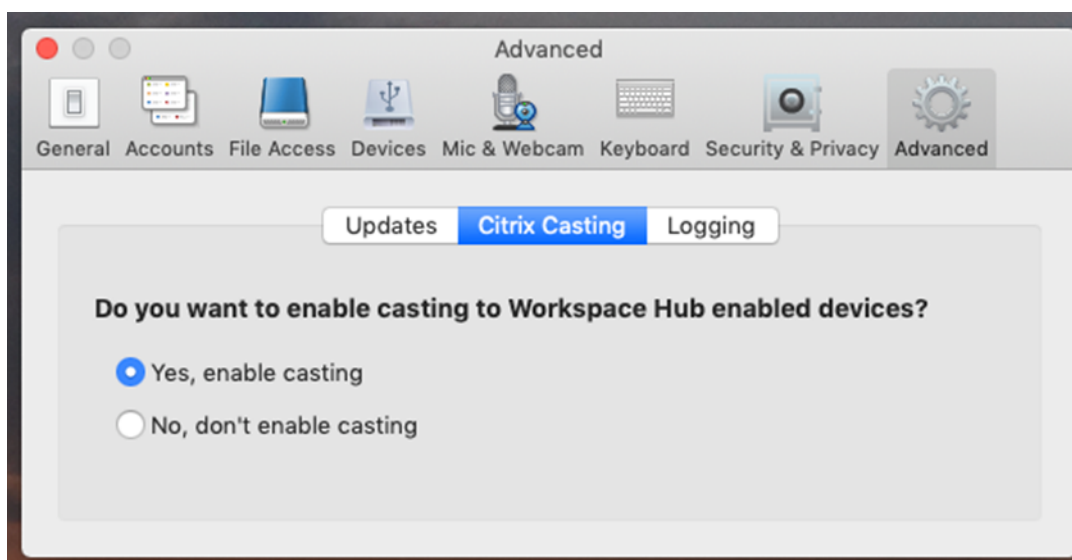 Advanced
General Accounts File Access Devices Mic & Webcam Keyboard Security & Privacy Advanced
Updates Citrix Casting Logging
Do you want to enable casting to Workspace Hub enabled devices?
Yes, enable casting
No, don't enable casting